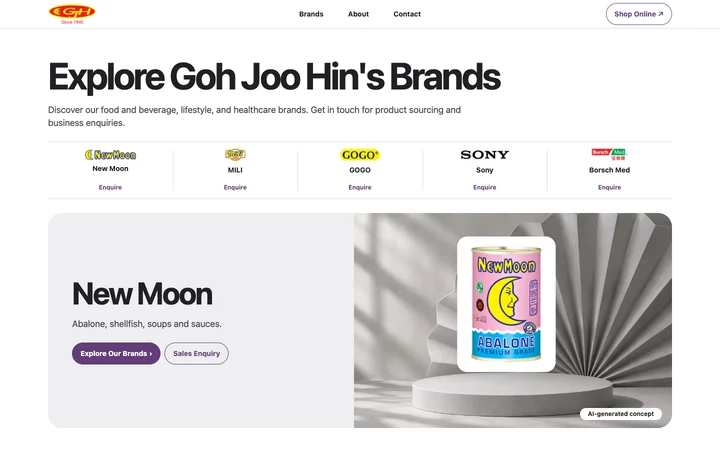 GJH
Since 1940
Brands
About
Contact
Shop Online ↗
Explore Goh Joo Hin's Brands
Discover our food and beverage, lifestyle, and healthcare brands. Get in touch for product sourcing and
business enquiries.
NewMoon
GOGO
SONY
Borsch Med
New Moon
MILI
GOGO
Sony
Borsch Med
Enquire
Enquire
Enquire
Enquire
Enquire
New Moon
Abalone, shellfish, soups and sauces.
Explore Our Brands ›
Sales Enquiry
NewMoon
ABALONE
PREMIUM GRADE
AI-generated concept